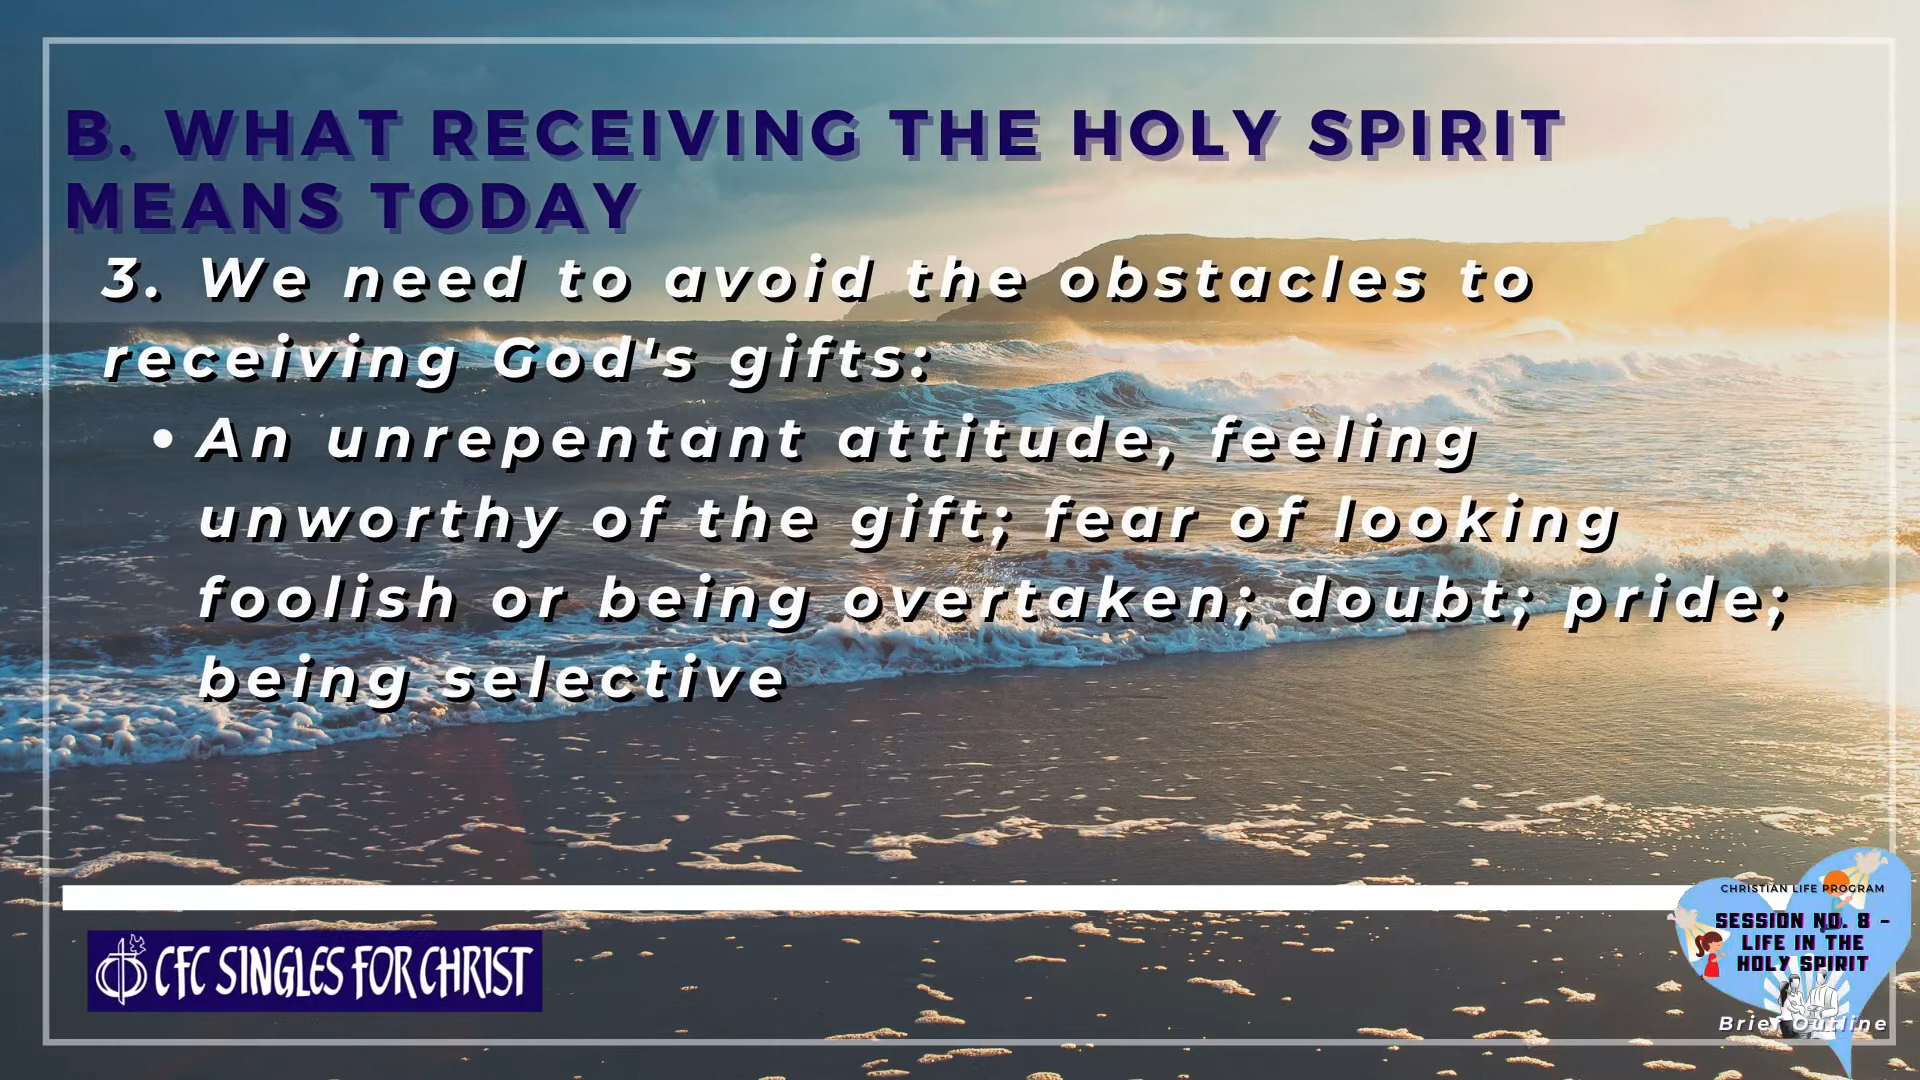 B. WHAT RECEIVING THE HOLY SPIRIT
MEANS TODAY
3. We need to avoid the obstacles to
receiving God's gifts:
• An unrepentant attitude, feeling
unworthy of the gift; fear of looking
foolish or being overtaken; doubt; pride;
being selective
CFC SINGLES FOR CHRIST
CHRISTIAN LIFE PROGRAM
SESSION NO. 8 -
LIFE IN THE
HOLY SPIRIT
Brief Outline